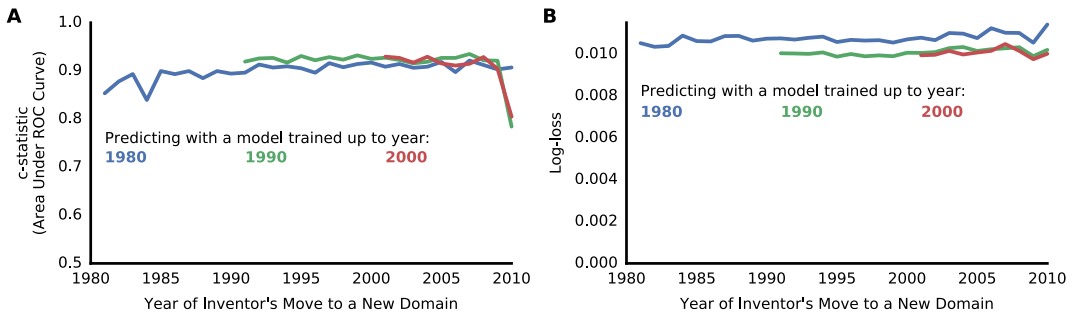 A
1.0
0.9
0.8
0.7
0.6
0.5
c-statistic
(Area Under ROC Curve)
Predicting with a model trained up to year:
1980 1990 2000
1980 1985 1990 1995 2000 2005 2010
Year of Inventor's Move to a New Domain
B
0.010
0.008
0.006
0.004
0.002
0.000
Log-loss
Predicting with a model trained up to year:
1980 1990 2000
1980 1985 1990 1995 2000 2005 2010
Year of Inventor's Move to a New Domain